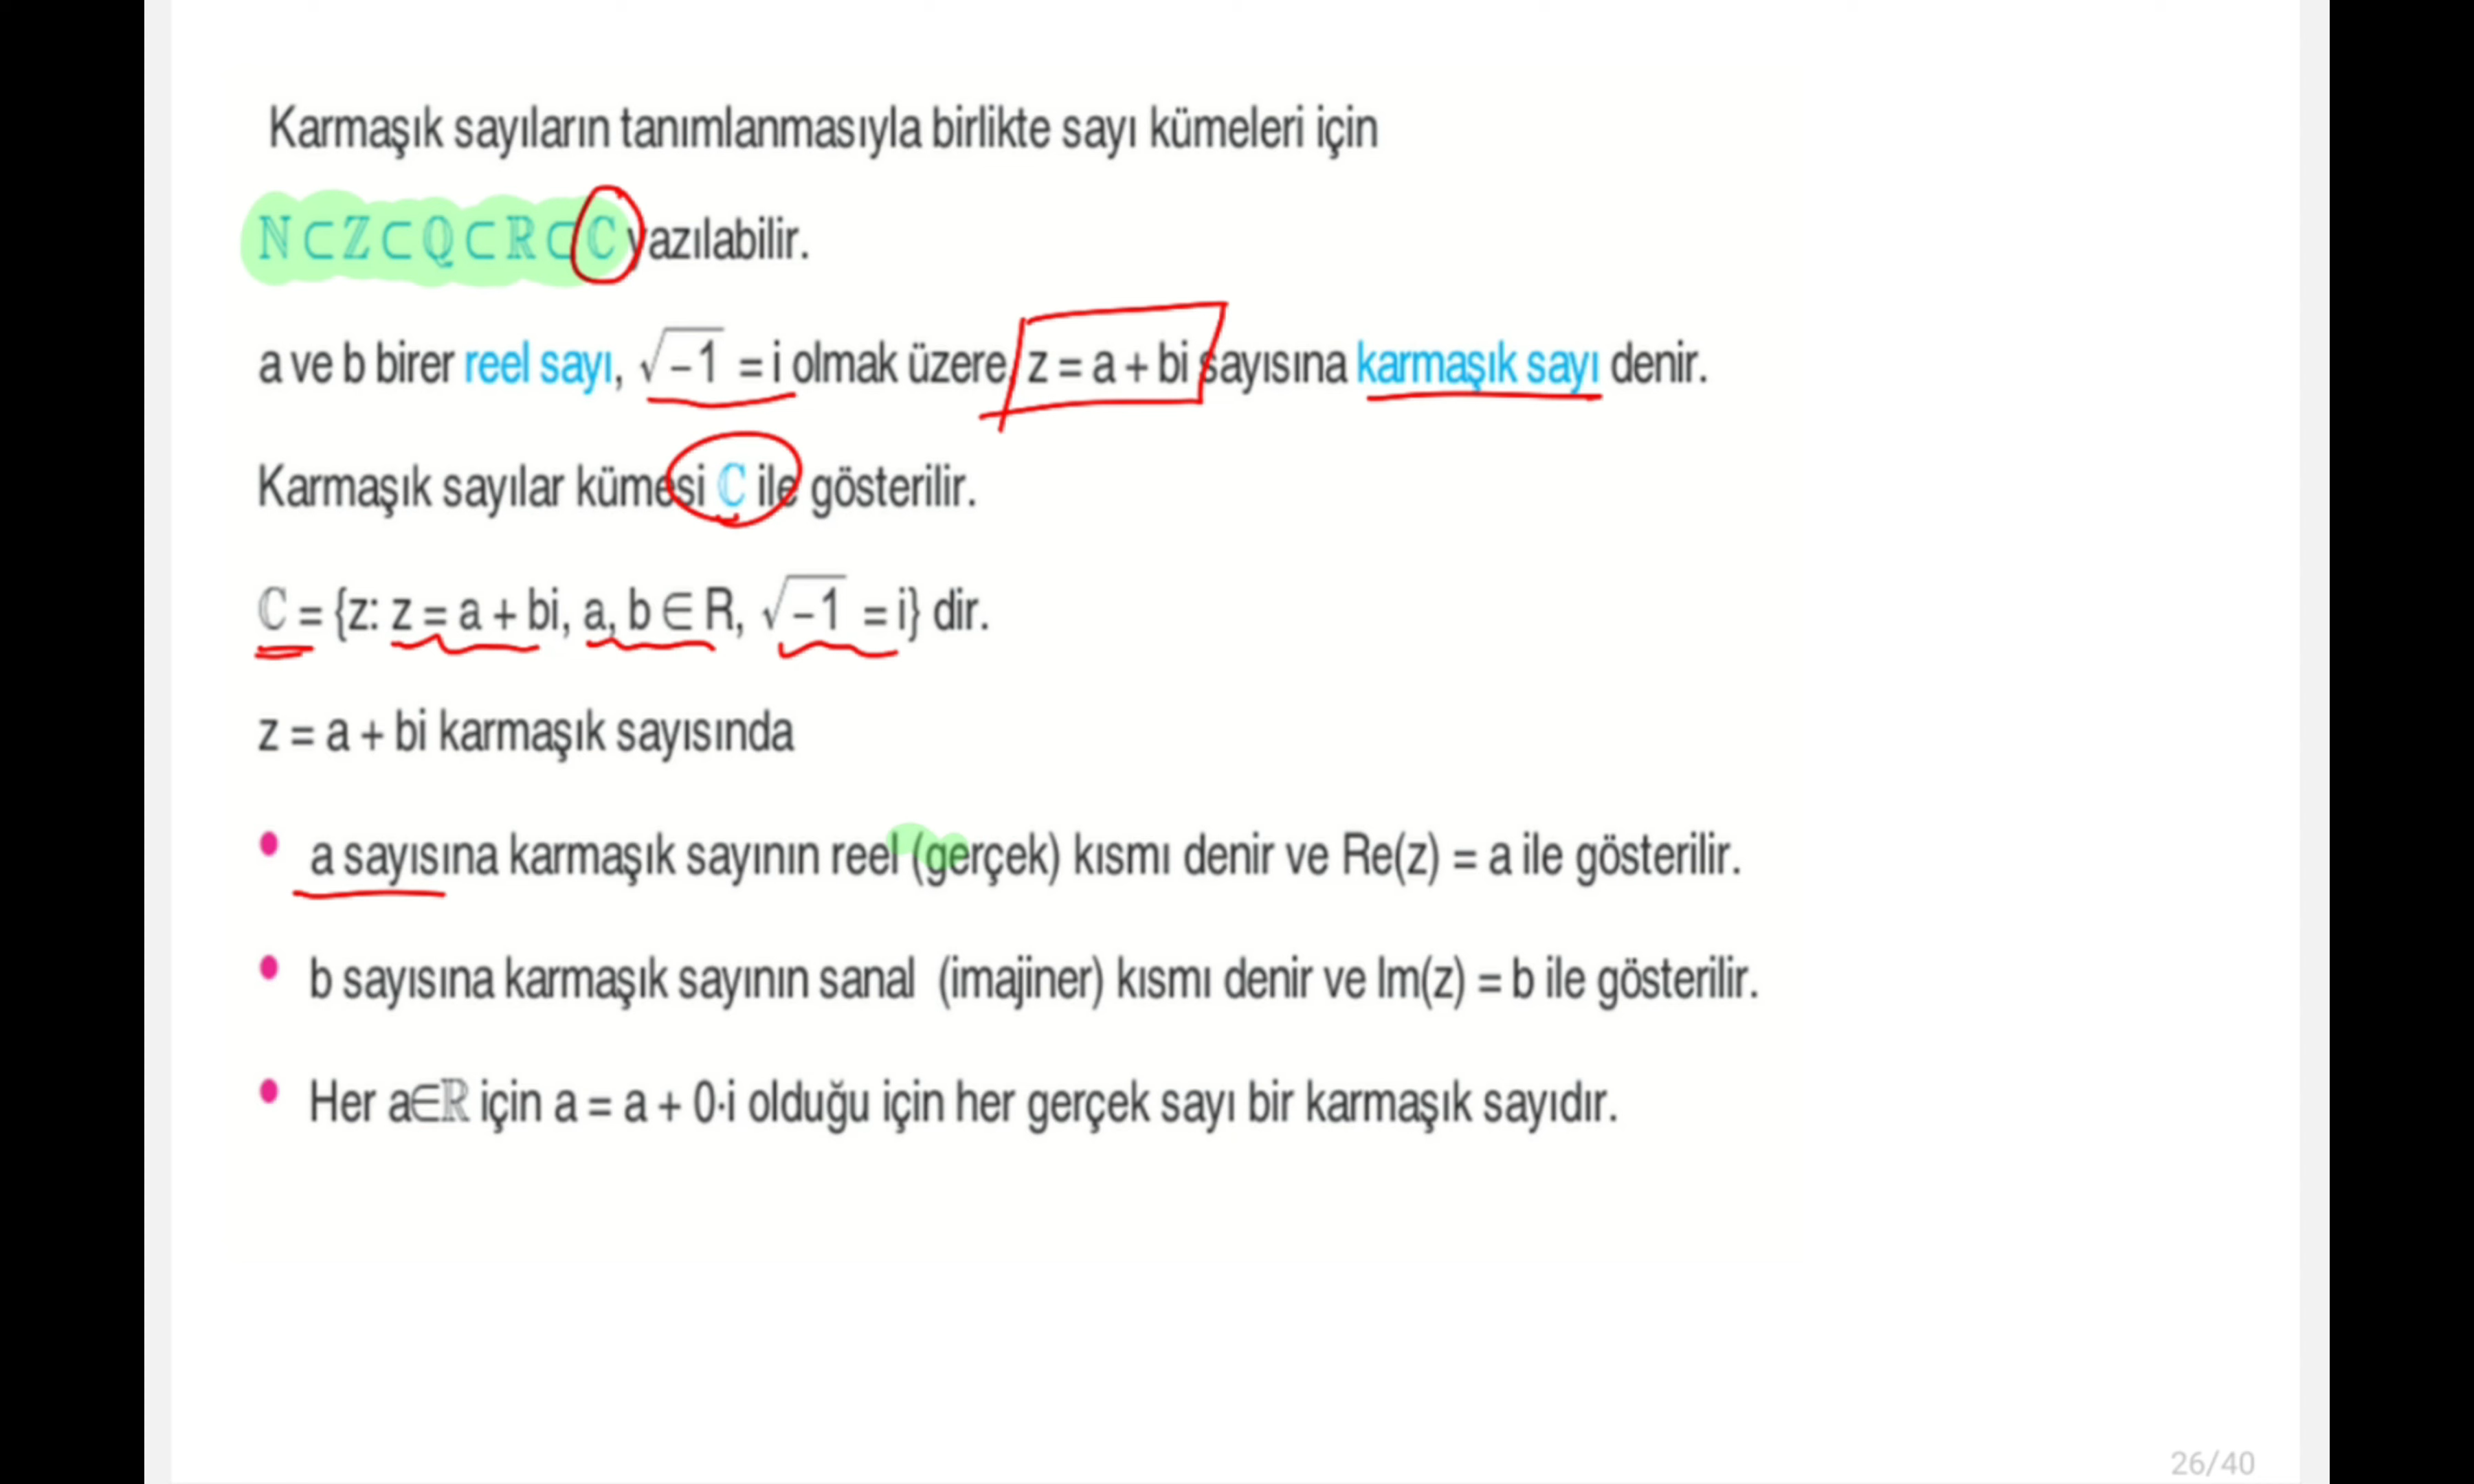 Karmaşık sayıların tanımlanmasıyla birlikte sayı kümeleri için
ℕ ⊂ ℤ ⊂ ℚ ⊂ ℝ ⊂ ℂ yazılabilir.
a ve b birer reel sayı, √−1 = i olmak üzere, z = a + bi sayısına karmaşık sayı denir.
Karmaşık sayılar kümesi ℂ ile gösterilir.
ℂ = {z: z = a + bi, a, b ∈ R, √−1 = i} dir.
z = a + bi karmaşık sayısında
• a sayısına karmaşık sayının reel (gerçek) kısmı denir ve Re(z) = a ile gösterilir.
• b sayısına karmaşık sayının sanal (imajiner) kısmı denir ve Im(z) = b ile gösterilir.
• Her a∈ℝ için a = a + 0·i olduğu için her gerçek sayı bir karmaşık sayıdır.
26/40